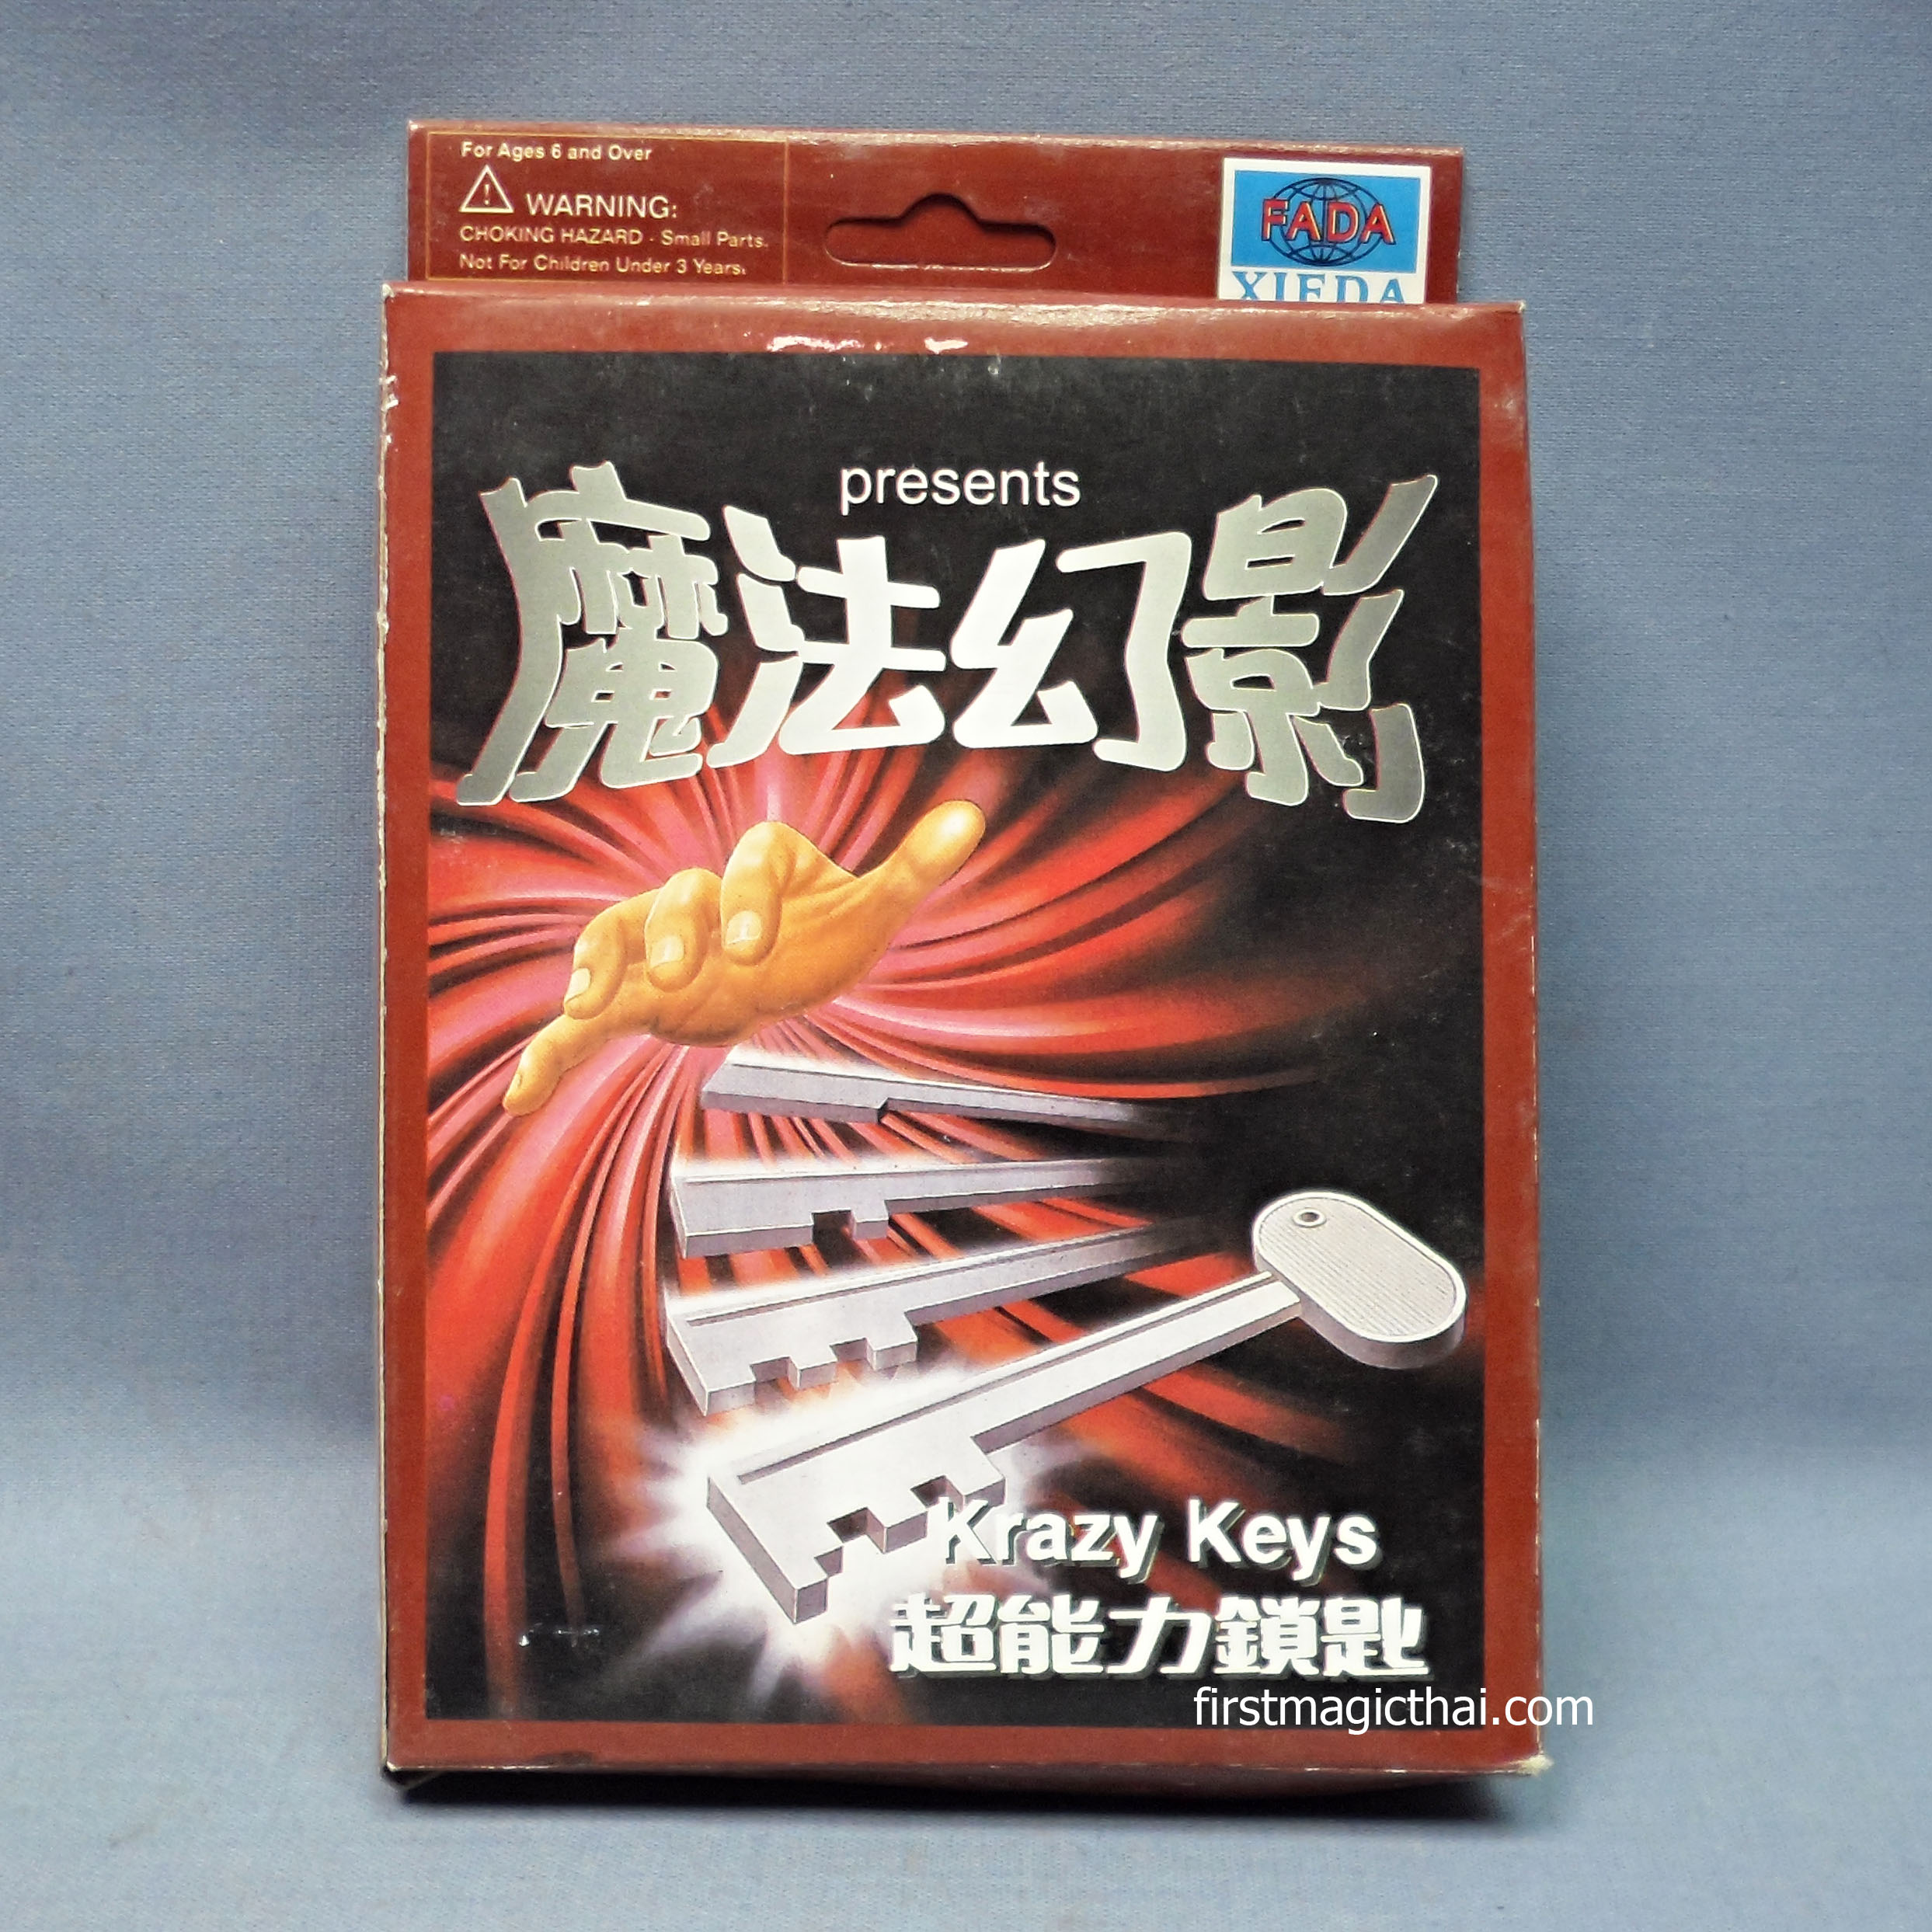 For Ages 6 and Over
WARNING:
CHOKING HAZARD - Small Parts.
Not For Children Under 3 Years.
FADA
XIEDA
presents
魔法幻影
Krazy Keys
超能力鎖匙
firstmagicthai.com